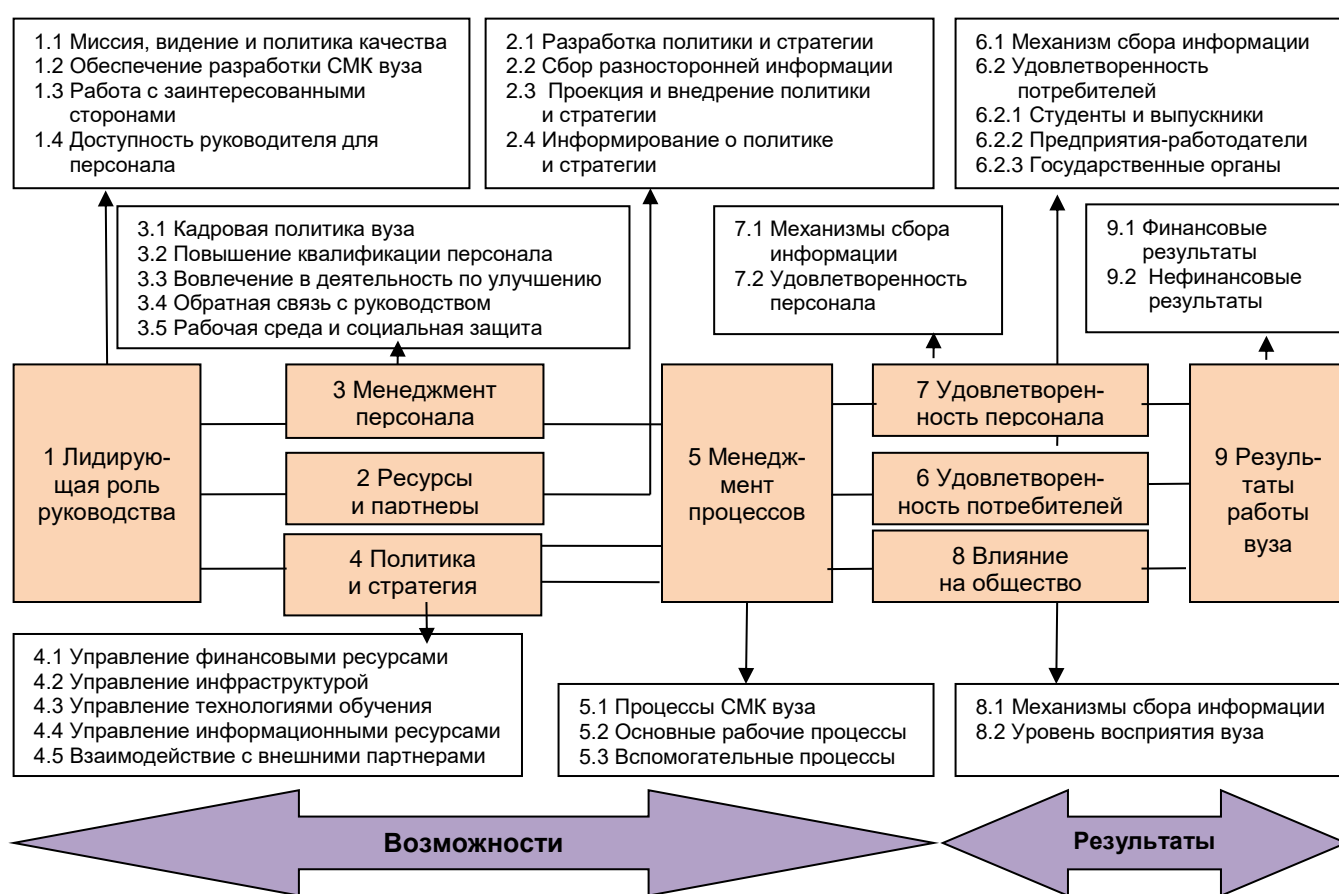 1.1 Миссия, видение и политика качества
1.2 Обеспечение разработки СМК вуза
1.3 Работа с заинтересованными
сторонами
1.4 Доступность руководителя для
персонала
2.1 Разработка политики и стратегии
2.2 Сбор разносторонней информации
2.3 Проекция и внедрение политики
и стратегии
2.4 Информирование о политике
и стратегии
6.1 Механизм сбора информации
6.2 Удовлетворенность
потребителей
6.2.1 Студенты и выпускники
6.2.2 Предприятия-работодатели
6.2.3 Государственные органы
3.1 Кадровая политика вуза
3.2 Повышение квалификации персонала
3.3 Вовлечение в деятельность по улучшению
3.4 Обратная связь с руководством
3.5 Рабочая среда и социальная защита
7.1 Механизмы сбора
информации
7.2 Удовлетворенность
персонала
9.1 Финансовые
результаты
9.2 Нефинансовые
результаты
1 Лидирую-
щая роль
руководства
3 Менеджмент
персонала
2 Ресурсы
и партнеры
4 Политика
и стратегия
5 Менедж-
мент
процессов
7 Удовлетворен-
ность персонала
6 Удовлетворен-
ность потребителей
8 Влияние
на общество
9 Резуль-
таты
работы
вуза
4.1 Управление финансовыми ресурсами
4.2 Управление инфраструктурой
4.3 Управление технологиями обучения
4.4 Управление информационными ресурсами
4.5 Взаимодействие с внешними партнерами
5.1 Процессы СМК вуза
5.2 Основные рабочие процессы
5.3 Вспомогательные процессы
8.1 Механизмы сбора информации
8.2 Уровень восприятия вуза
Возможности
Результаты